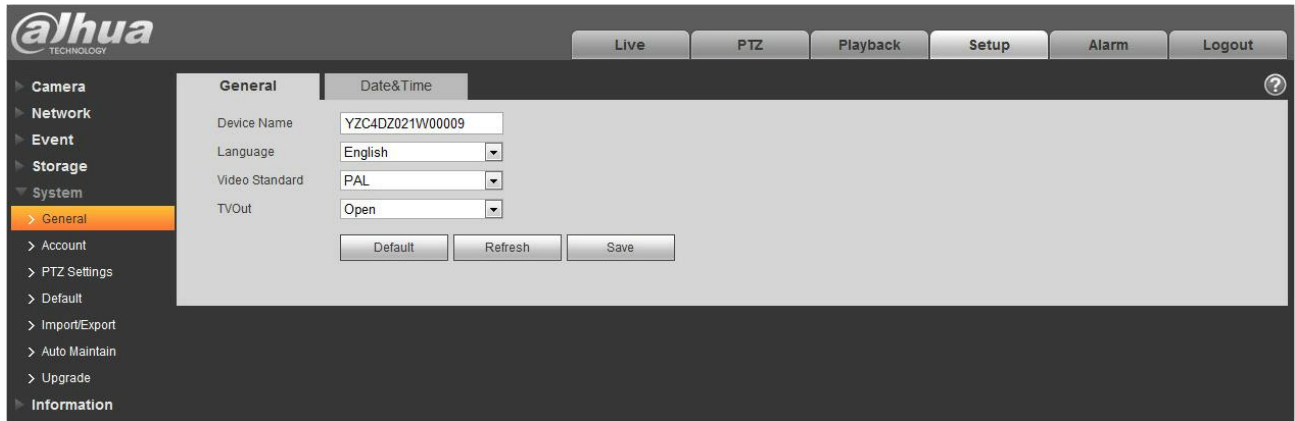 alhua
TECHNOLOGY
Live PTZ Playback Setup Alarm Logout
Camera
Network
Event
Storage
System
> General
> Account
> PTZ Settings
> Default
> Import/Export
> Auto Maintain
> Upgrade
Information
General Date&Time ?
Device Name YZC4DZ021W00009
Language English
Video Standard PAL
TVOut Open
Default Refresh Save